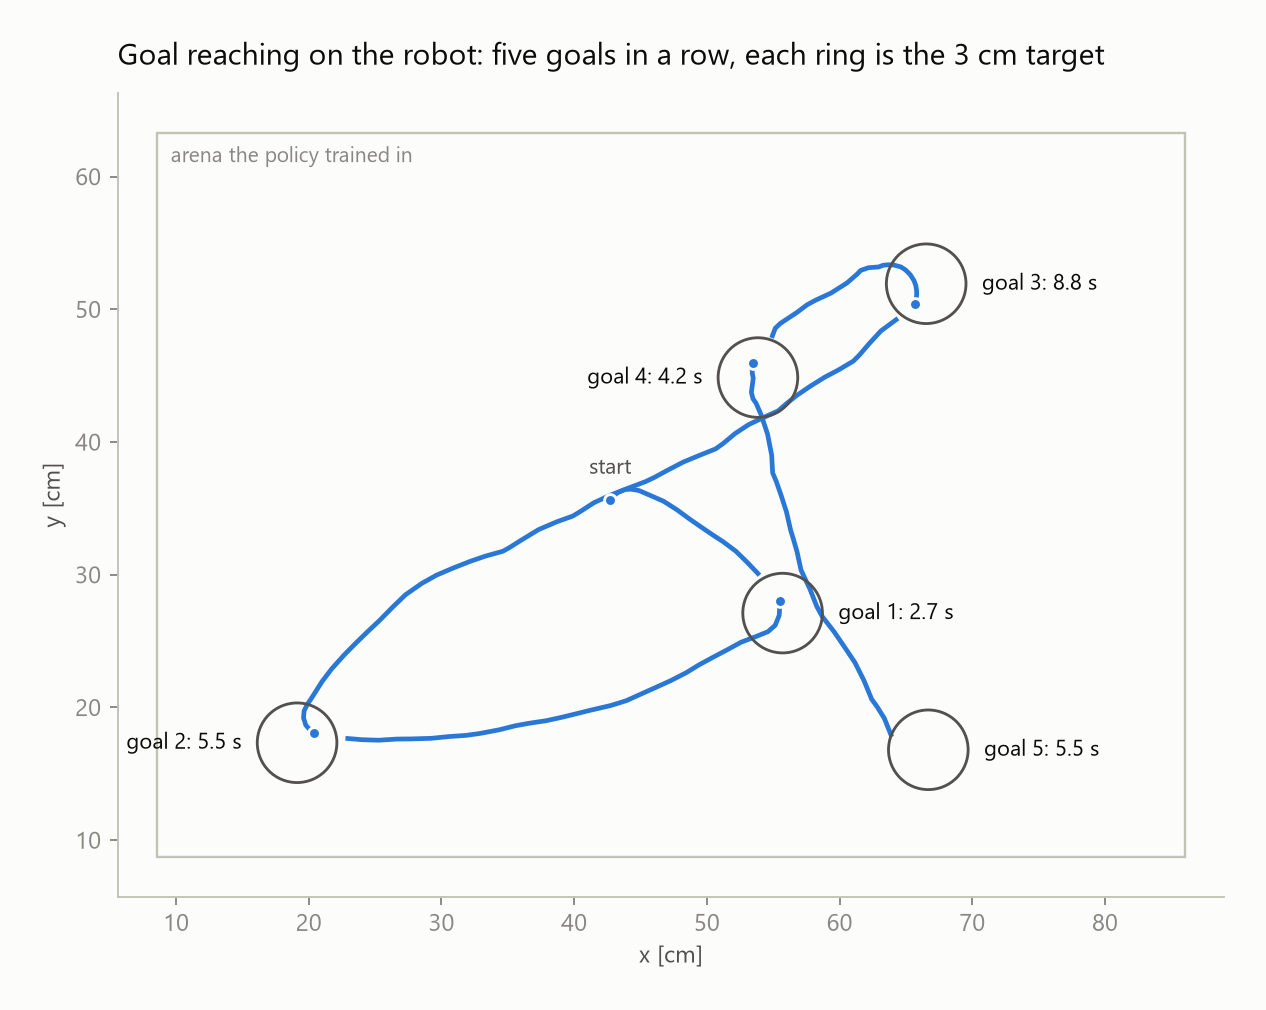 Goal reaching on the robot: five goals in a row, each ring is the 3 cm target
arena the policy trained in
60
50
40
30
20
10
y [cm]
goal 3: 8.8 s
goal 4: 4.2 s
start
goal 1: 2.7 s
goal 2: 5.5 s
goal 5: 5.5 s
10 20 30 40 50 60 70 80
x [cm]